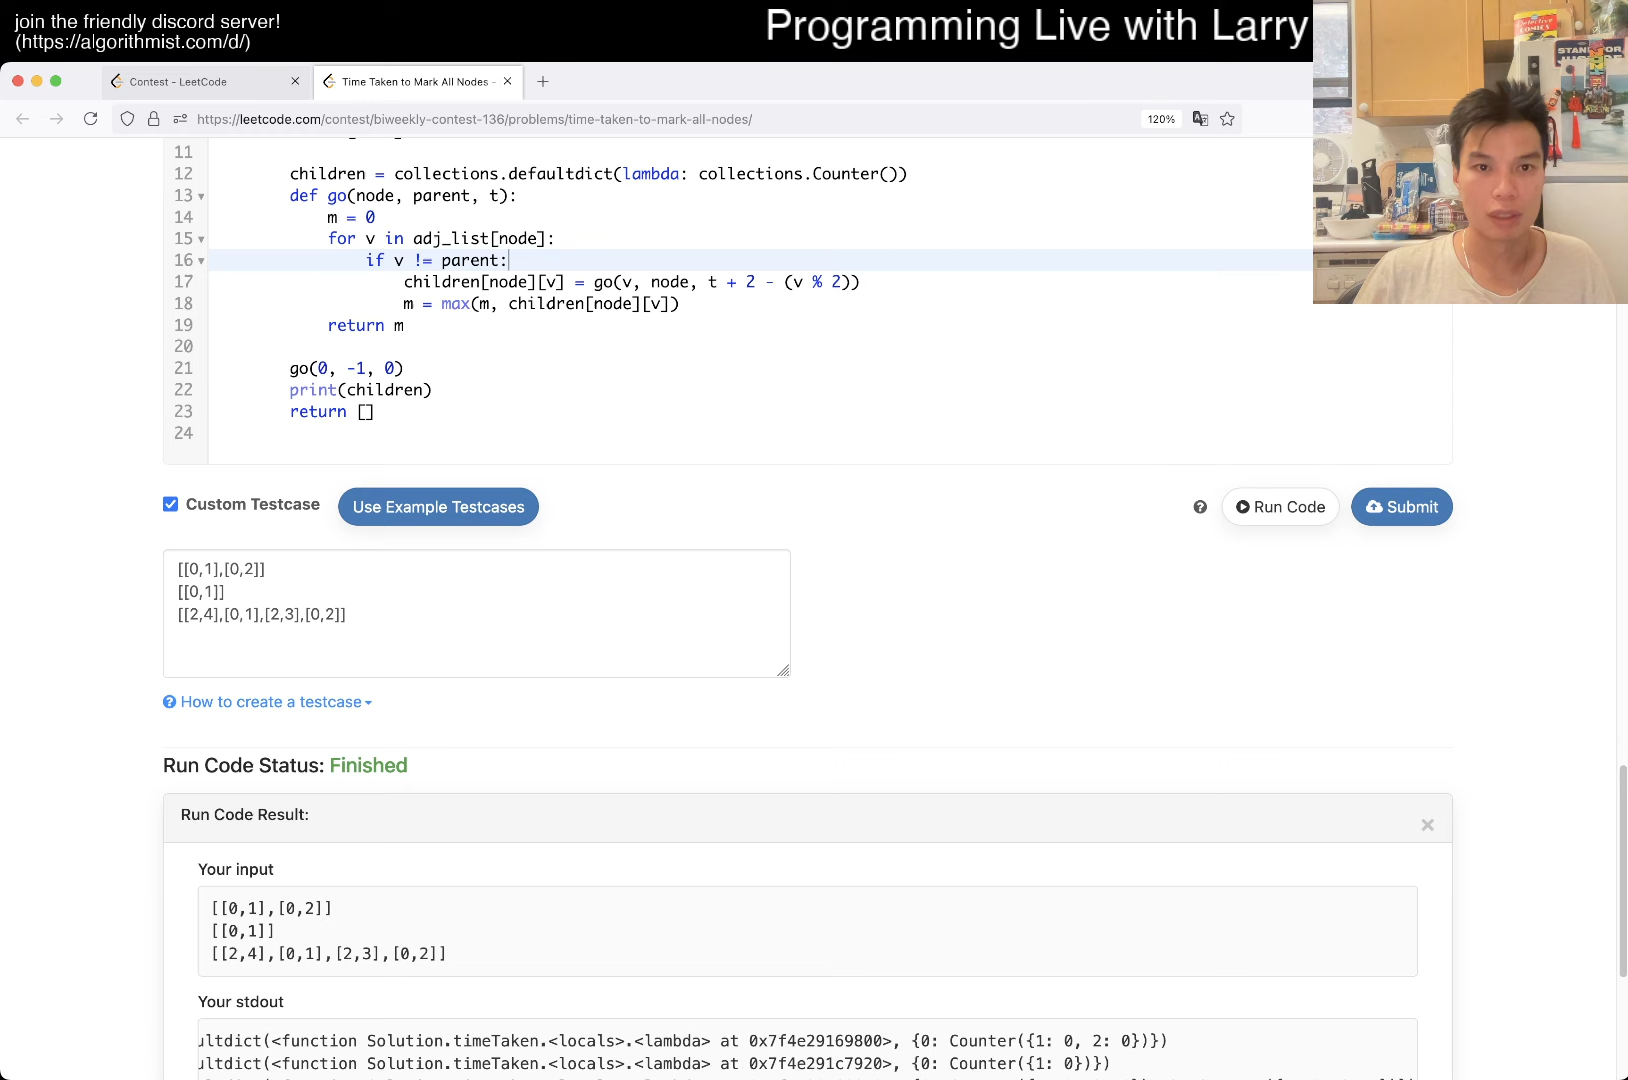 join the friendly discord server!
(https://algorithmist.com/d/)
Programming Live with Larry
Contest - LeetCode
Time Taken to Mark All Nodes -
https://leetcode.com/contest/biweekly-contest-136/problems/time-taken-to-mark-all-nodes/
120%
11
12 children = collections.defaultdict(lambda: collections.Counter())
13 def go(node, parent, t):
14 m = 0
15 for v in adj_list[node]:
16 if v != parent:
17 children[node][v] = go(v, node, t + 2 - (v % 2))
18 m = max(m, children[node][v])
19 return m
20
21 go(0, -1, 0)
22 print(children)
23 return []
24
Custom Testcase
Use Example Testcases
Run Code
Submit
[[0,1],[0,2]]
[[0,1]]
[[2,4],[0,1],[2,3],[0,2]]
How to create a testcase
Run Code Status: Finished
Run Code Result:
Your input
[[0,1],[0,2]]
[[0,1]]
[[2,4],[0,1],[2,3],[0,2]]
Your stdout
ultdict(<function Solution.timeTaken.<locals>.<lambda> at 0x7f4e29169800>, {0: Counter({1: 0, 2: 0})})
ultdict(<function Solution.timeTaken.<locals>.<lambda> at 0x7f4e291c7920>, {0: Counter({1: 0})})